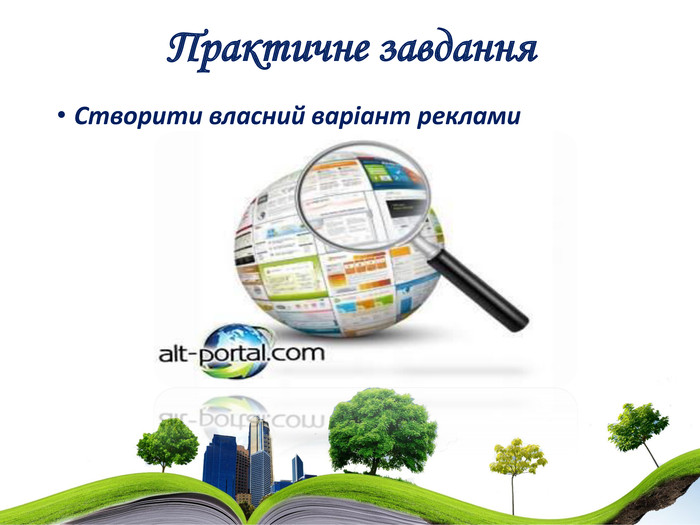 Практичне завдання
• Створити власний варіант реклами
alt-portal.com